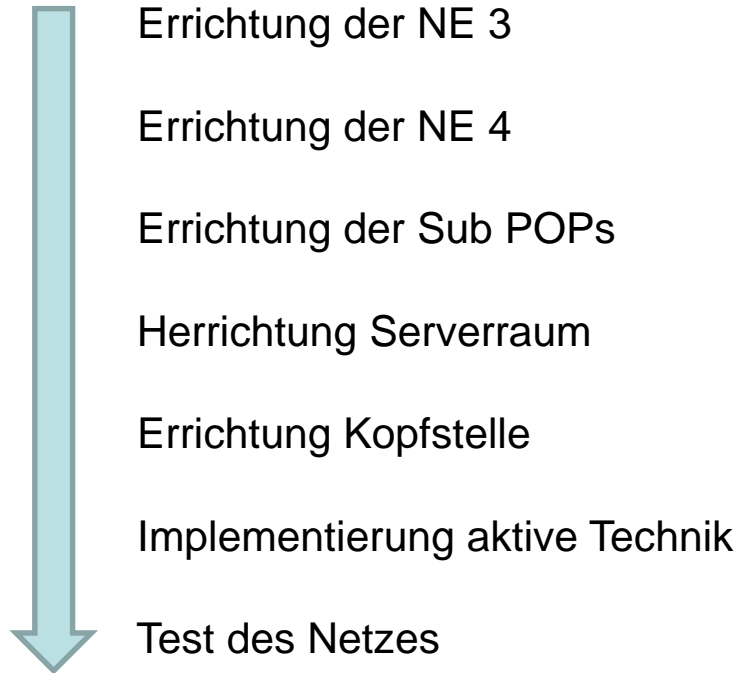 Errichtung der NE 3
Errichtung der NE 4
Errichtung der Sub POPs
Herrichtung Serverraum
Errichtung Kopfstelle
Implementierung aktive Technik
Test des Netzes